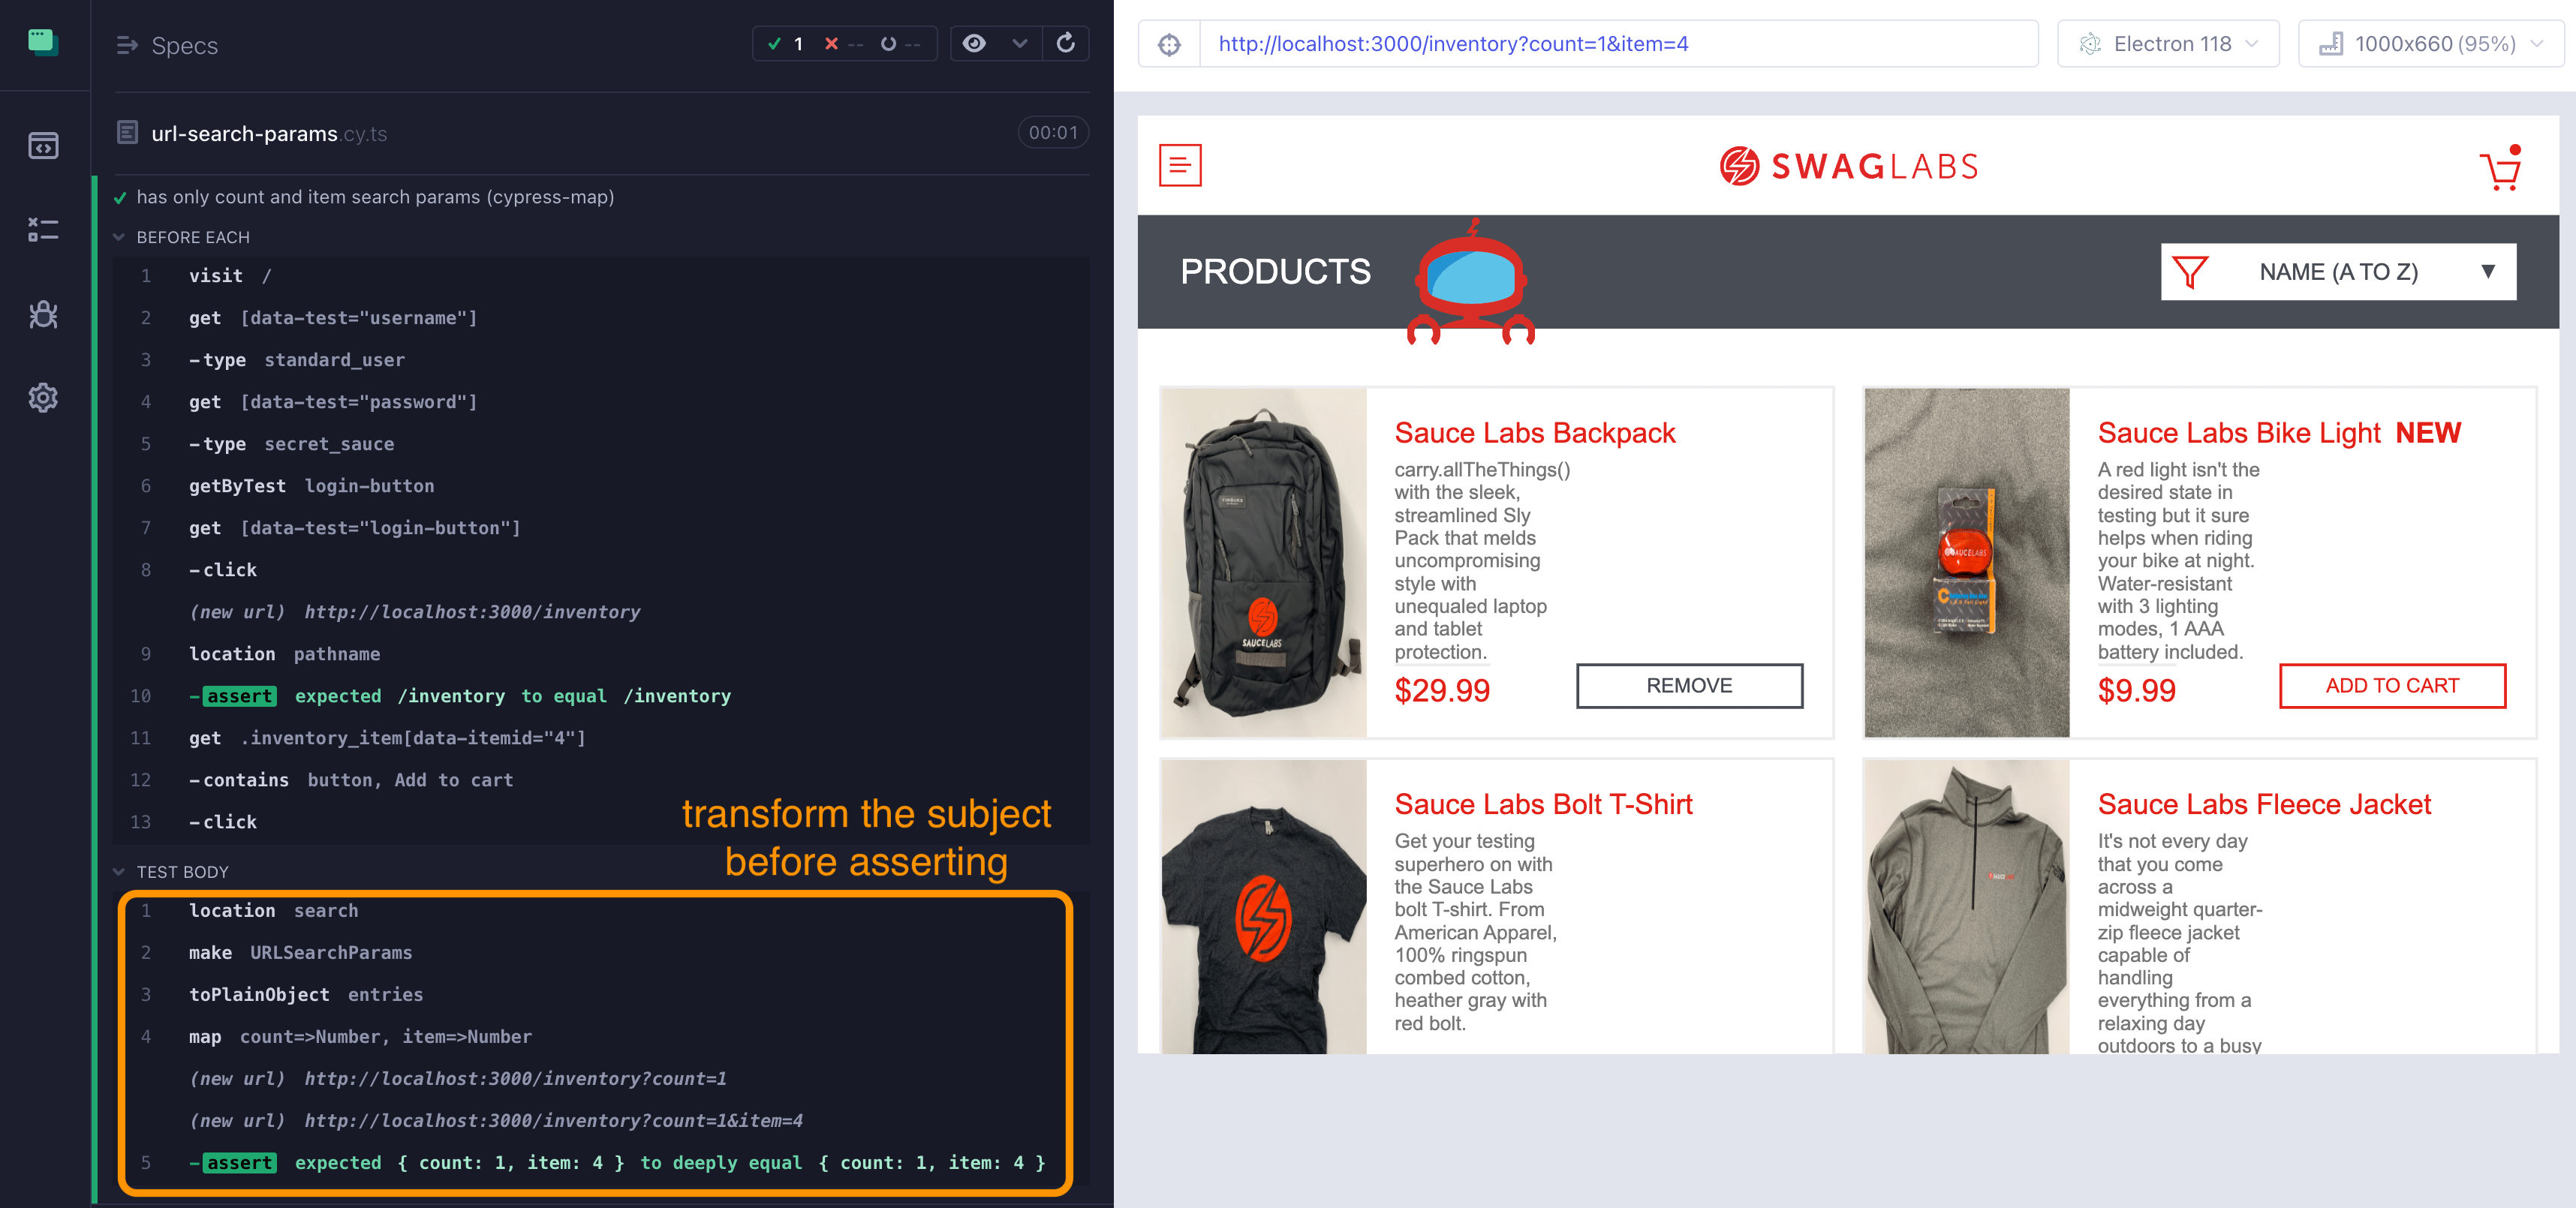 Specs
1 -- --
url-search-params.cy.ts 00:01
has only count and item search params (cypress-map)
BEFORE EACH
1 visit /
2 get [data-test="username"]
3 -type standard_user
4 get [data-test="password"]
5 -type secret_sauce
6 getByTest login-button
7 get [data-test="login-button"]
8 -click
(new url) http://localhost:3000/inventory
9 location pathname
10 -assert expected /inventory to equal /inventory
11 get .inventory_item[data-itemid="4"]
12 -contains button, Add to cart
13 -click
transform the subject
before asserting
TEST BODY
1 location search
2 make URLSearchParams
3 toPlainObject entries
4 map count=>Number, item=>Number
(new url) http://localhost:3000/inventory?count=1
(new url) http://localhost:3000/inventory?count=1&item=4
5 -assert expected { count: 1, item: 4 } to deeply equal { count: 1, item: 4 }
http://localhost:3000/inventory?count=1&item=4
Electron 118
1000x660 (95%)
SWAGLABS
PRODUCTS
NAME (A TO Z)
Sauce Labs Backpack
carry.allTheThings()
with the sleek,
streamlined Sly
Pack that melds
uncompromising
style with
unequaled laptop
and tablet
protection.
$29.99
REMOVE
SAUCELABS
Sauce Labs Bike Light NEW
A red light isn't the
desired state in
testing but it sure
helps when riding
your bike at night.
Water-resistant
with 3 lighting
modes, 1 AAA
battery included.
$9.99
ADD TO CART
SAUCELABS
Sauce Labs Bolt T-Shirt
Get your testing
superhero on with
the Sauce Labs
bolt T-shirt. From
American Apparel,
100% ringspun
combed cotton,
heather gray with
red bolt.
Sauce Labs Fleece Jacket
It's not every day
that you come
across a
midweight quarter-
zip fleece jacket
capable of
handling
everything from a
relaxing day
outdoors to a busy